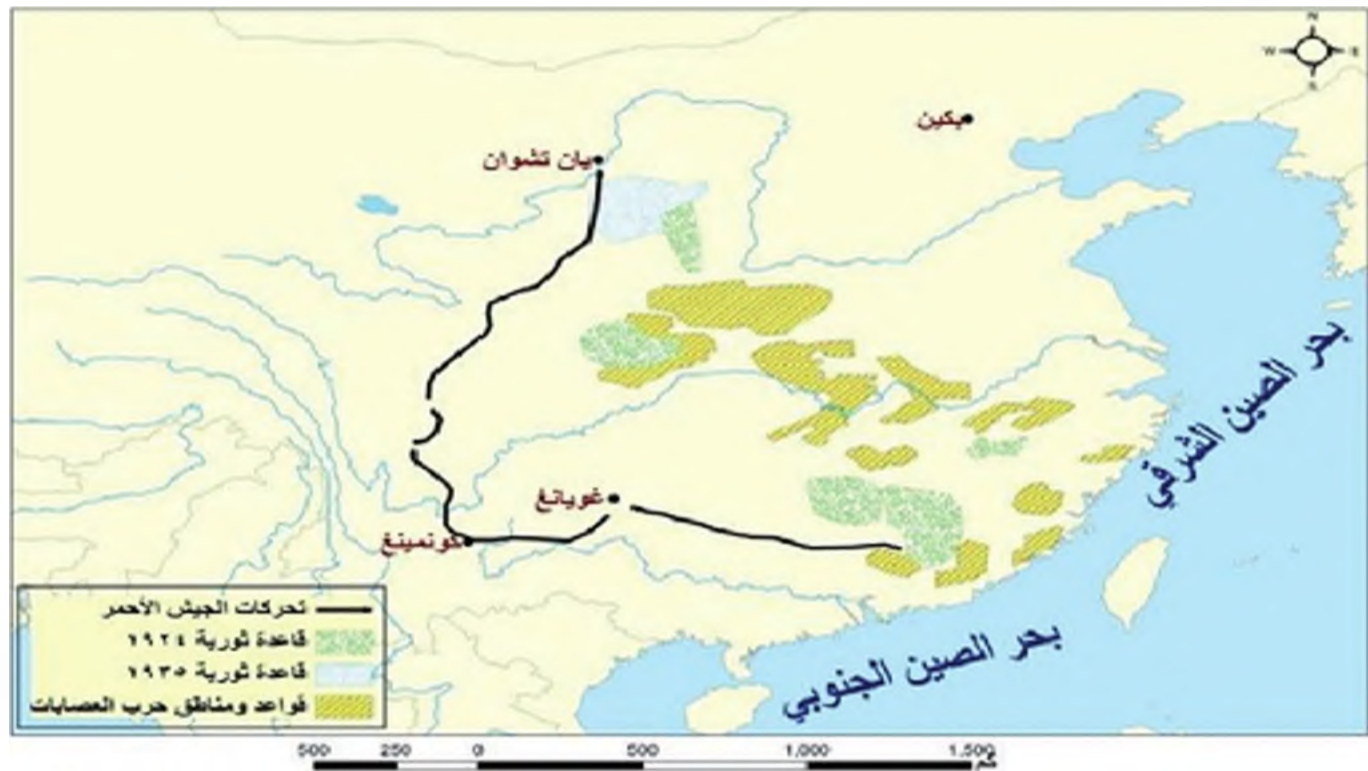 N
W
E
S
بكين
يان تشوان
بحر الصين الشرقي
غويانغ
كونمينغ
بحر الصين الجنوبي
تحركات الجيش الأحمر
قاعدة ثورية ١٩٢٤
قاعدة ثورية ١٩٣٥
قواعد ومناطق حرب العصابات
500 250 0 500 1.000 1.500
كم